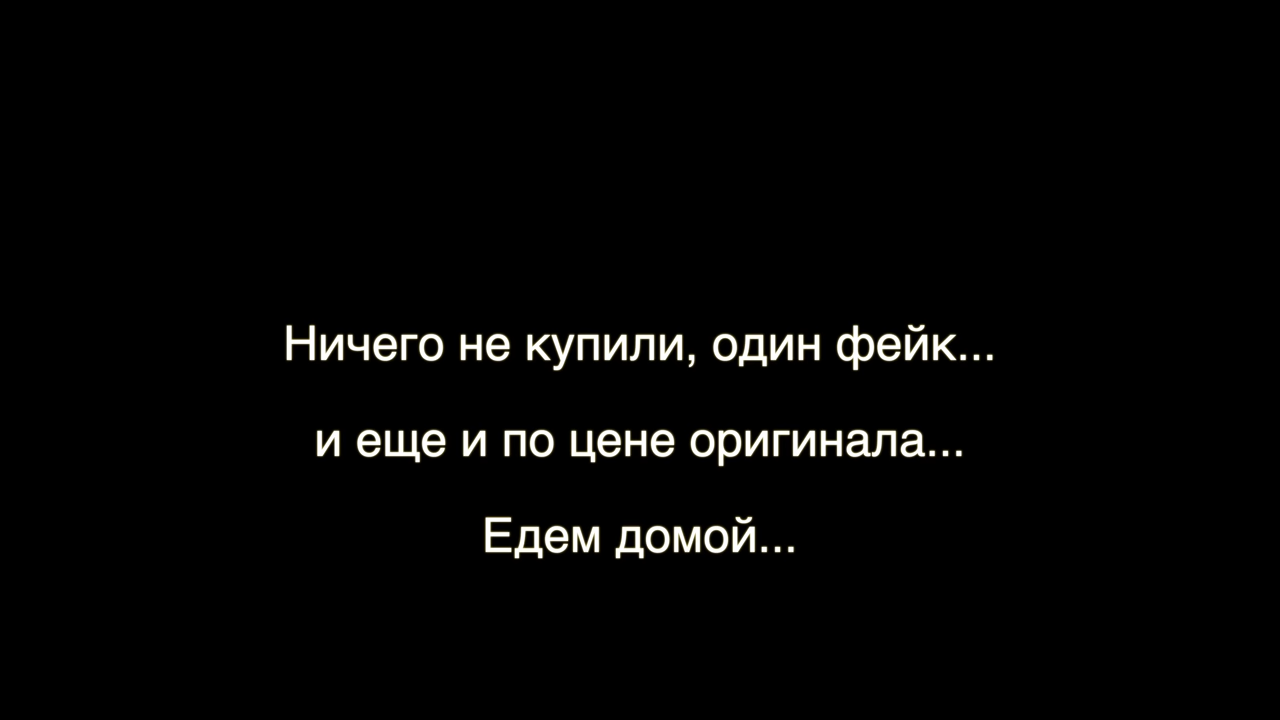 Ничего не купили, один фейк...
и еще и по цене оригинала...
Едем домой...